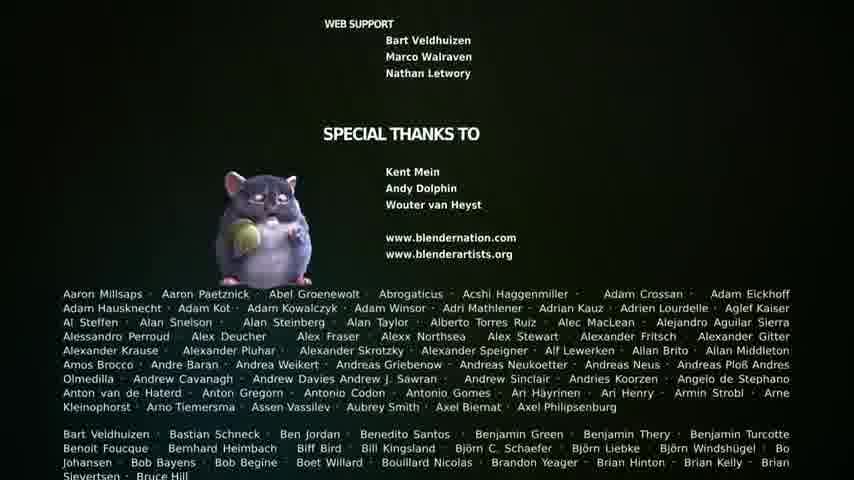 WEB SUPPORT
Bart Veldhuizen
Marco Walraven
Nathan Letwory
SPECIAL THANKS TO
Kent Mein
Andy Dolphin
Wouter van Heyst
www.blendernation.com
www.blenderartists.org
Aaron Millsaps · Aaron Paetznick · Abel Groenewolt · Abrogaticus · Acshi Haggenmiller · Adam Crossan · Adam Eickhoff
Adam Hausknecht · Adam Kot · Adam Kowalczyk · Adam Winsor · Adri Mathlener · Adrian Kauz · Adrien Lourdelle · Aglef Kaiser
Al Steffen · Alan Snelson · Alan Steinberg · Alan Taylor · Alberto Torres Ruiz · Alec MacLean · Alejandro Aguilar Sierra
Alessandro Perroud · Alex Deucher · Alex Fraser · Alexx Northsea · Alex Stewart · Alexander Fritsch · Alexander Gitter
Alexander Krause · Alexander Pluhar · Alexander Skrotzky · Alexander Speigner · Alf Lewerken · Allan Brito · Allan Middleton
Amos Brocco · Andre Baran · Andrea Weikert · Andreas Griebenow · Andreas Neukoetter · Andreas Neus · Andreas Ploß Andres
Olmedilla · Andrew Cavanagh · Andrew Davies Andrew J. Sawran · Andrew Sinclair · Andries Koorzen · Angelo de Stephano
Anton van de Haterd · Anton Gregorn · Antonio Codon · Antonio Gomes · Ari Häyrinen · Ari Henry · Armin Strobl · Arne
Kleinophorst · Arno Tiemersma · Assen Vassilev · Aubrey Smith · Axel Biernat · Axel Philipsenburg
Bart Veldhuizen · Bastian Schneck · Ben Jordan · Benedito Santos · Benjamin Green · Benjamin Thery · Benjamin Turcotte
Benoit Foucque · Bernhard Heimbach · Biff Bird · Bill Kingsland · Björn C. Schaefer · Björn Liebke · Björn Windshügel · Bo
Johansen · Bob Bayens · Bob Begine · Boet Willard · Bouillard Nicolas · Brandon Yeager · Brian Hinton · Brian Kelly · Brian
Sievertsen · Bruce Hill